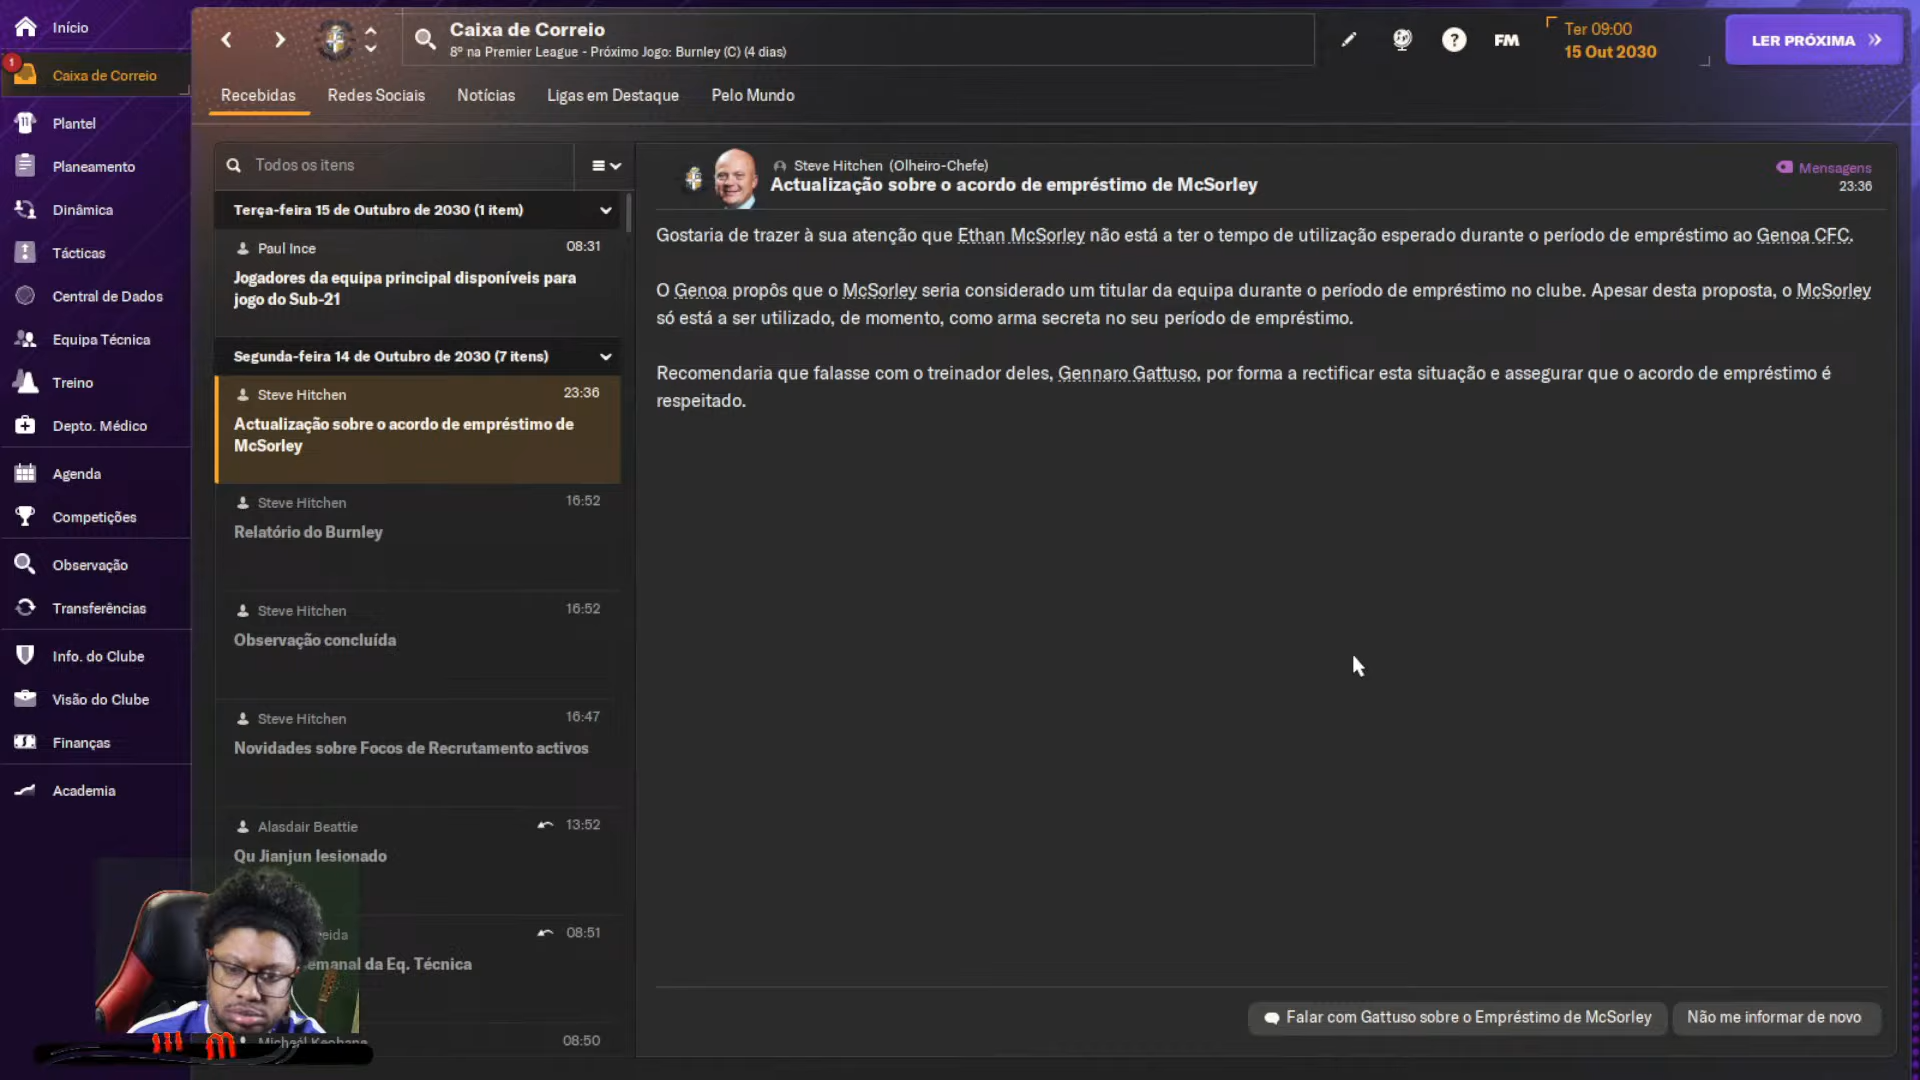 Início
1
Caixa de Correio
Plantel
Planeamento
Dinâmica
Tácticas
Central de Dados
Equipa Técnica
Treino
Depto. Médico
Agenda
Competições
Observação
Transferências
Info. do Clube
Visão do Clube
Finanças
Academia
Caixa de Correio
8º na Premier League - Próximo Jogo: Burnley (C) (4 dias)
?
FM
Ter 09:00
15 Out 2030
LER PRÓXIMA
Recebidas
Redes Sociais
Notícias
Ligas em Destaque
Pelo Mundo
Todos os itens
Terça-feira 15 de Outubro de 2030 (1 item)
Paul Ince
08:31
Jogadores da equipa principal disponíveis para
jogo do Sub-21
Segunda-feira 14 de Outubro de 2030 (7 itens)
Steve Hitchen
23:36
Actualização sobre o acordo de empréstimo de
McSorley
Steve Hitchen
16:52
Relatório do Burnley
Steve Hitchen
16:52
Observação concluída
Steve Hitchen
16:47
Novidades sobre Focos de Recrutamento activos
Alasdair Beattie
13:52
Qu Jianjun lesionado
08:51
da Eq. Técnica
Michaël Keohane
08:50
Steve Hitchen (Olheiro-Chefe)
Actualização sobre o acordo de empréstimo de McSorley
Mensagens
23:36
Gostaria de trazer à sua atenção que Ethan McSorley não está a ter o tempo de utilização esperado durante o período de empréstimo ao Genoa CFC.
O Genoa propôs que o McSorley seria considerado um titular da equipa durante o período de empréstimo no clube. Apesar desta proposta, o McSorley
só está a ser utilizado, de momento, como arma secreta no seu período de empréstimo.
Recomendaria que falasse com o treinador deles, Gennaro Gattuso, por forma a rectificar esta situação e assegurar que o acordo de empréstimo é
respeitado.
Falar com Gattuso sobre o Empréstimo de McSorley
Não me informar de novo